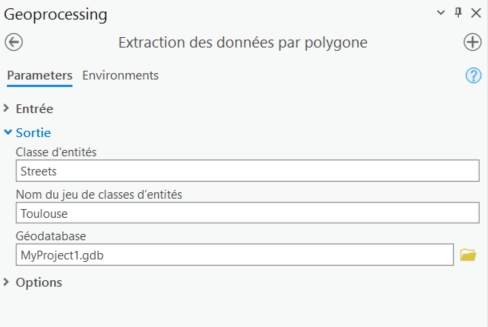 Geoprocessing
Extraction des données par polygone
Parameters Environments
Entrée
Sortie
Classe d'entités
Streets
Nom du jeu de classes d'entités
Toulouse
Géodatabase
MyProject1.gdb
Options